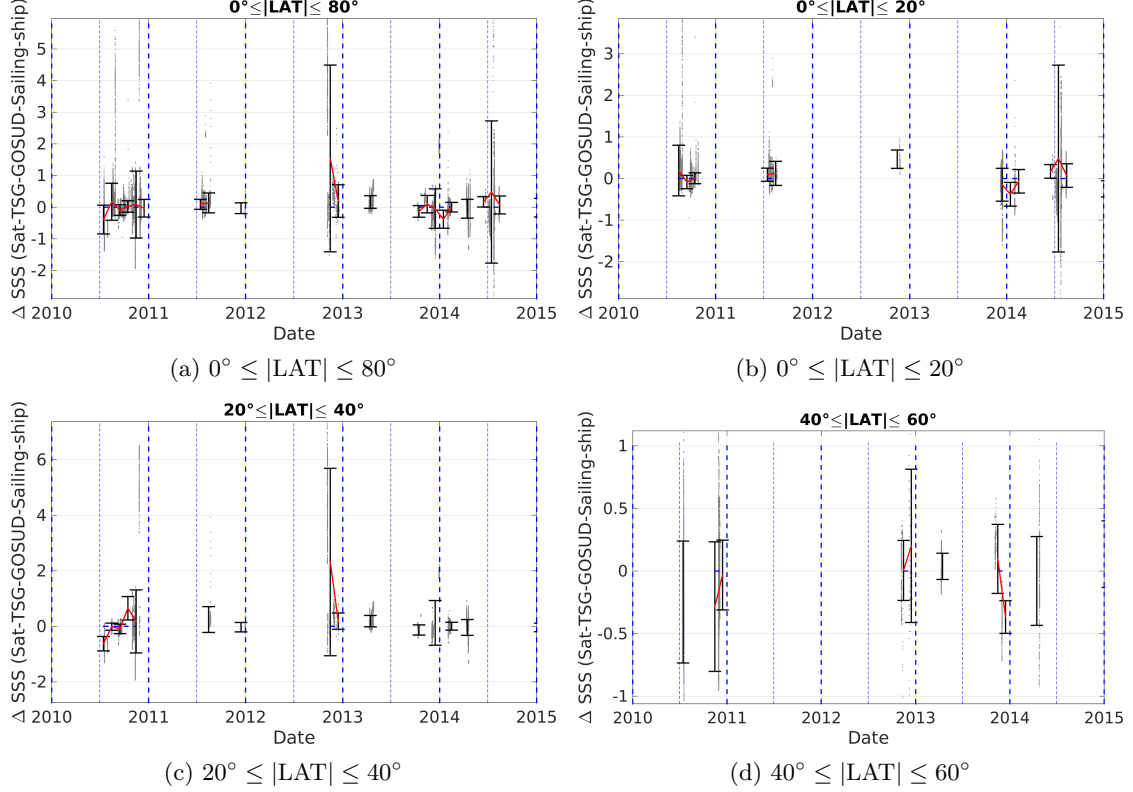 0°≤|LAT|≤ 80°
Δ SSS (Sat-TSG-GOSUD-Sailing-ship)
5
4
3
2
1
0
-1
-2
2010 2011 2012 2013 2014 2015
Date
(a) 0° ≤ |LAT| ≤ 80°
0°≤|LAT|≤ 20°
Δ SSS (Sat-TSG-GOSUD-Sailing-ship)
3
2
1
0
-1
-2
2010 2011 2012 2013 2014 2015
Date
(b) 0° ≤ |LAT| ≤ 20°
20°≤|LAT|≤ 40°
Δ SSS (Sat-TSG-GOSUD-Sailing-ship)
6
4
2
0
-2
2010 2011 2012 2013 2014 2015
Date
(c) 20° ≤ |LAT| ≤ 40°
40°≤|LAT|≤ 60°
Δ SSS (Sat-TSG-GOSUD-Sailing-ship)
1
0.5
0
-0.5
-1
2010 2011 2012 2013 2014 2015
Date
(d) 40° ≤ |LAT| ≤ 60°